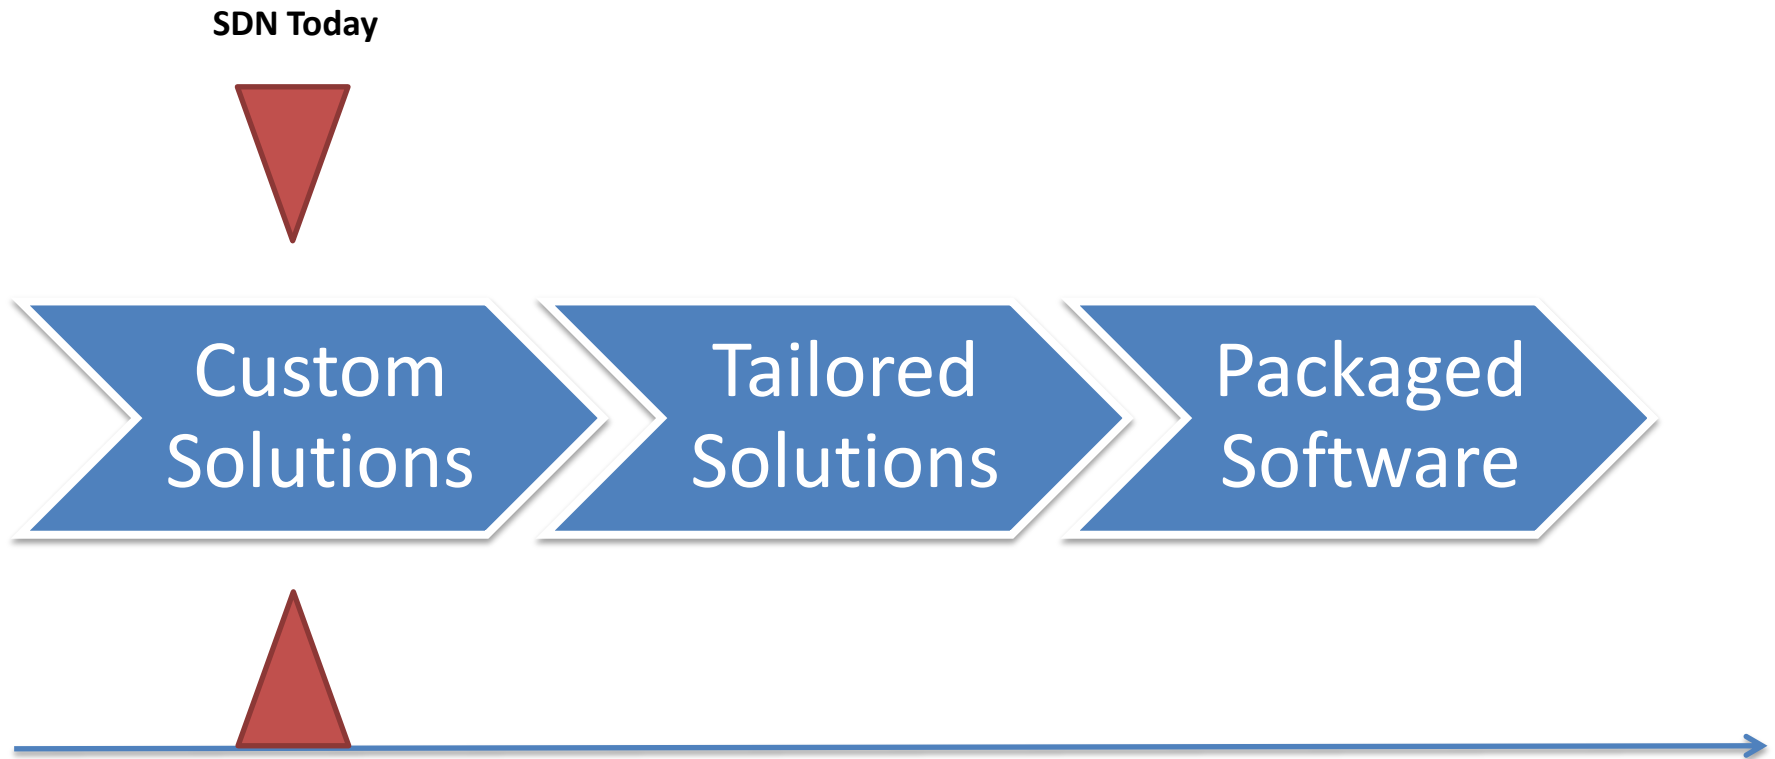 SDN Today
Custom
Solutions
Tailored
Solutions
Packaged
Software